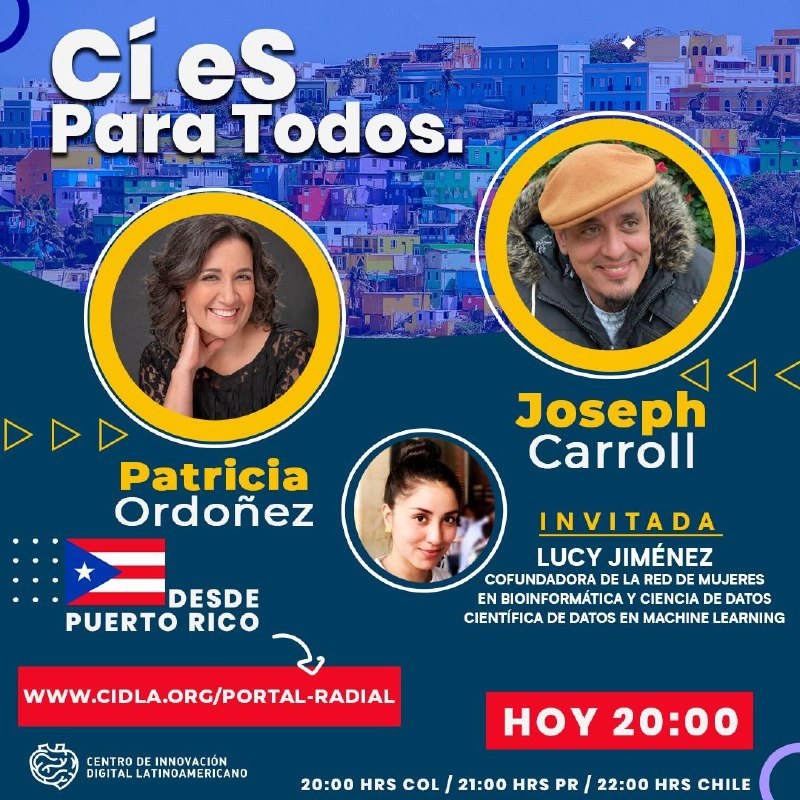 Cí eS
Para Todos.
Patricia
Ordoñez
Joseph
Carroll
INVITADA
LUCY JIMÉNEZ
COFUNDADORA DE LA RED DE MUJERES
EN BIOINFORMÁTICA Y CIENCIA DE DATOS
CIENTÍFICA DE DATOS EN MACHINE LEARNING
DESDE
PUERTO RICO
WWW.CIDLA.ORG/PORTAL-RADIAL
HOY 20:00
CENTRO DE INNOVACIÓN
DIGITAL LATINOAMERICANO
20:00 HRS COL / 21:00 HRS PR / 22:00 HRS CHILE